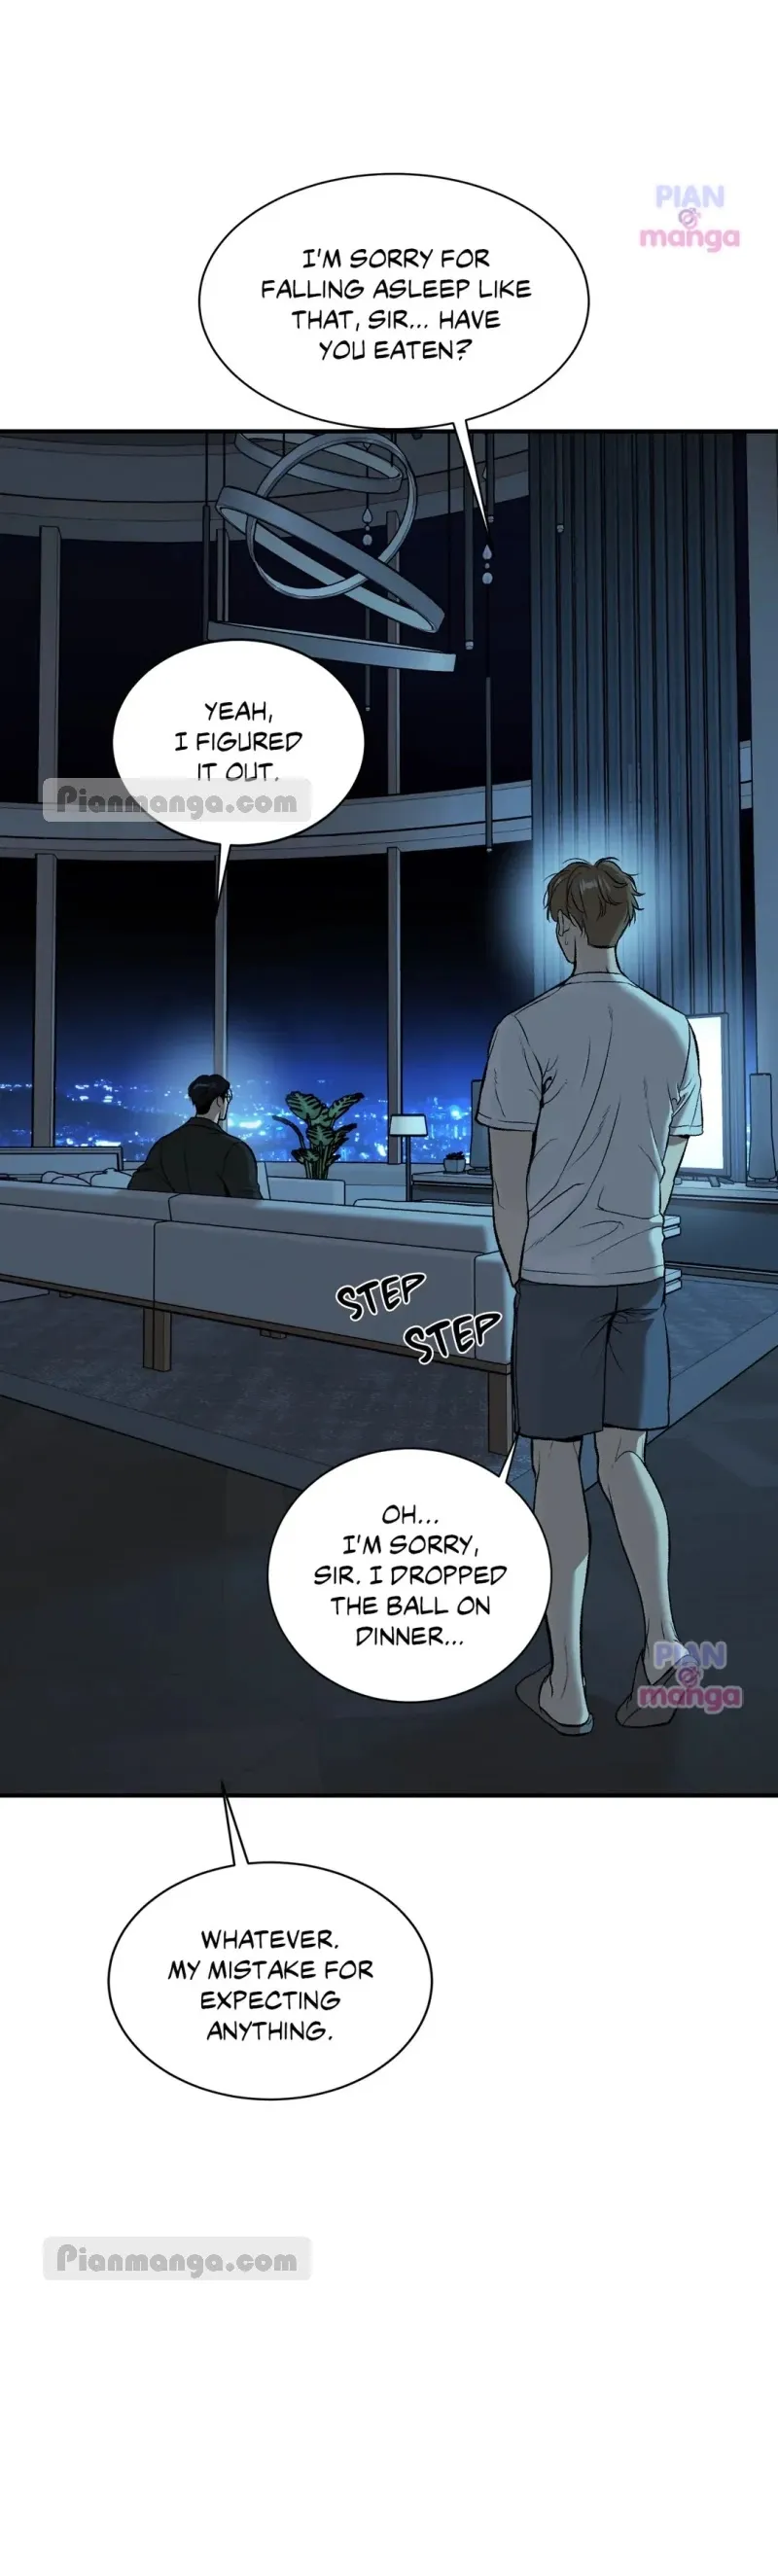 PIAN
manga
I'M SORRY FOR
FALLING ASLEEP LIKE
THAT, SIR... HAVE
YOU EATEN?
YEAH,
I FIGURED
IT OUT.
Pianmanga.com
STEP
STEP
OH...
I'M SORRY,
SIR. I DROPPED
THE BALL ON
DINNER...
PIAN
manga
WHATEVER.
MY MISTAKE FOR
EXPECTING
ANYTHING.
Pianmanga.com